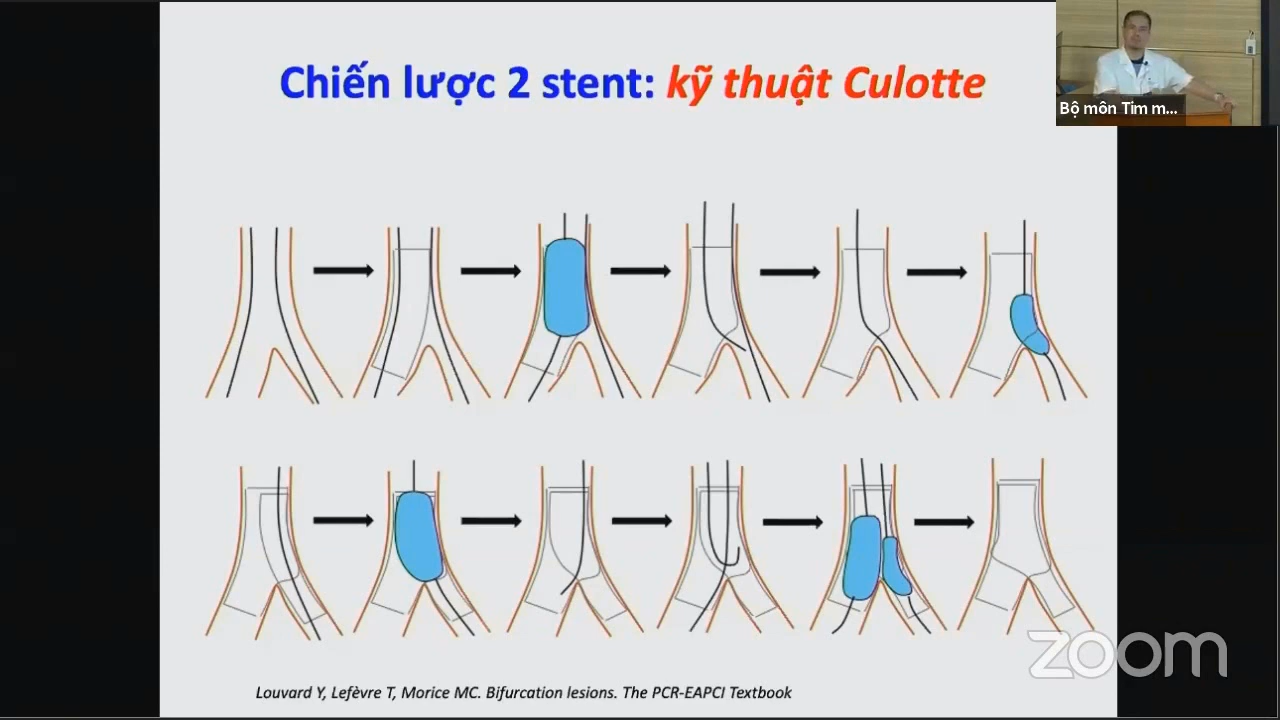 Chiến lược 2 stent: kỹ thuật Culotte
Bộ môn Tim m...
Louvard Y, Lefèvre T, Morice MC. Bifurcation lesions. The PCR-EAPCI Textbook
zoom